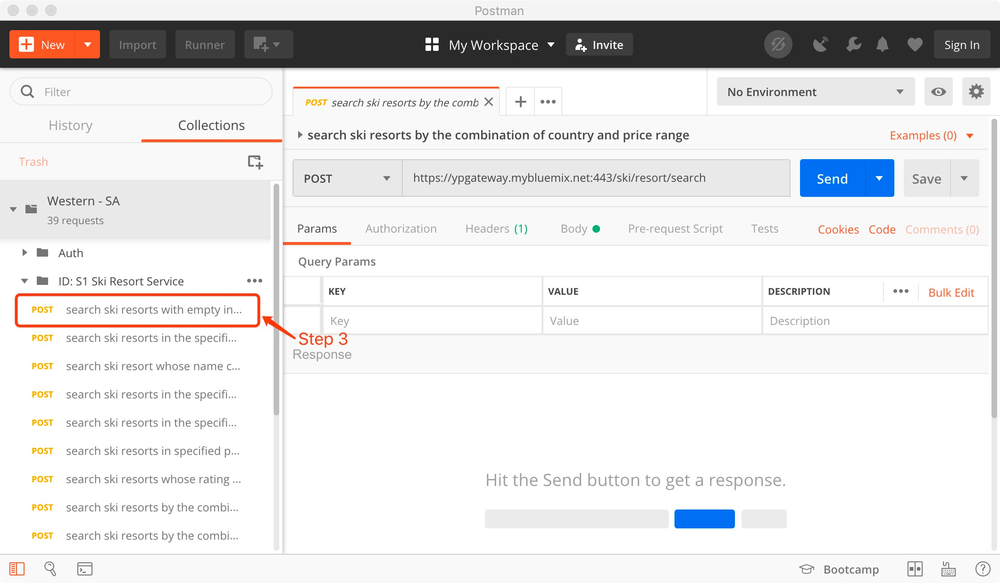 Postman
New
Import
Runner
My Workspace
Invite
Sign In
Filter
History
Collections
Trash
Western - SA
39 requests
Auth
ID: S1 Ski Resort Service
POST search ski resorts with empty in...
POST search ski resorts in the specifi...
POST search ski resort whose name c...
POST search ski resorts in the specifi...
POST search ski resorts in the specifi...
POST search ski resorts in specified p...
POST search ski resorts whose rating ...
POST search ski resorts by the combi...
POST search ski resorts by the combi...
POST search ski resorts by the comb
No Environment
search ski resorts by the combination of country and price range
Examples (0)
POST
https://ypgateway.mybluemix.net:443/ski/resort/search
Send
Save
Params
Authorization
Headers (1)
Body
Pre-request Script
Tests
Cookies
Code
Comments (0)
Query Params
KEY
VALUE
DESCRIPTION
Bulk Edit
Key
Value
Description
Step 3
Response
Hit the Send button to get a response.
Bootcamp